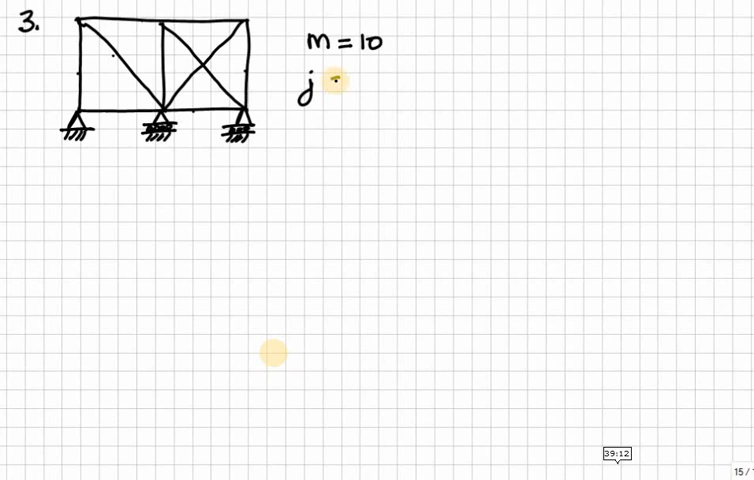 3.
m = 10
j =
39:12
15 /